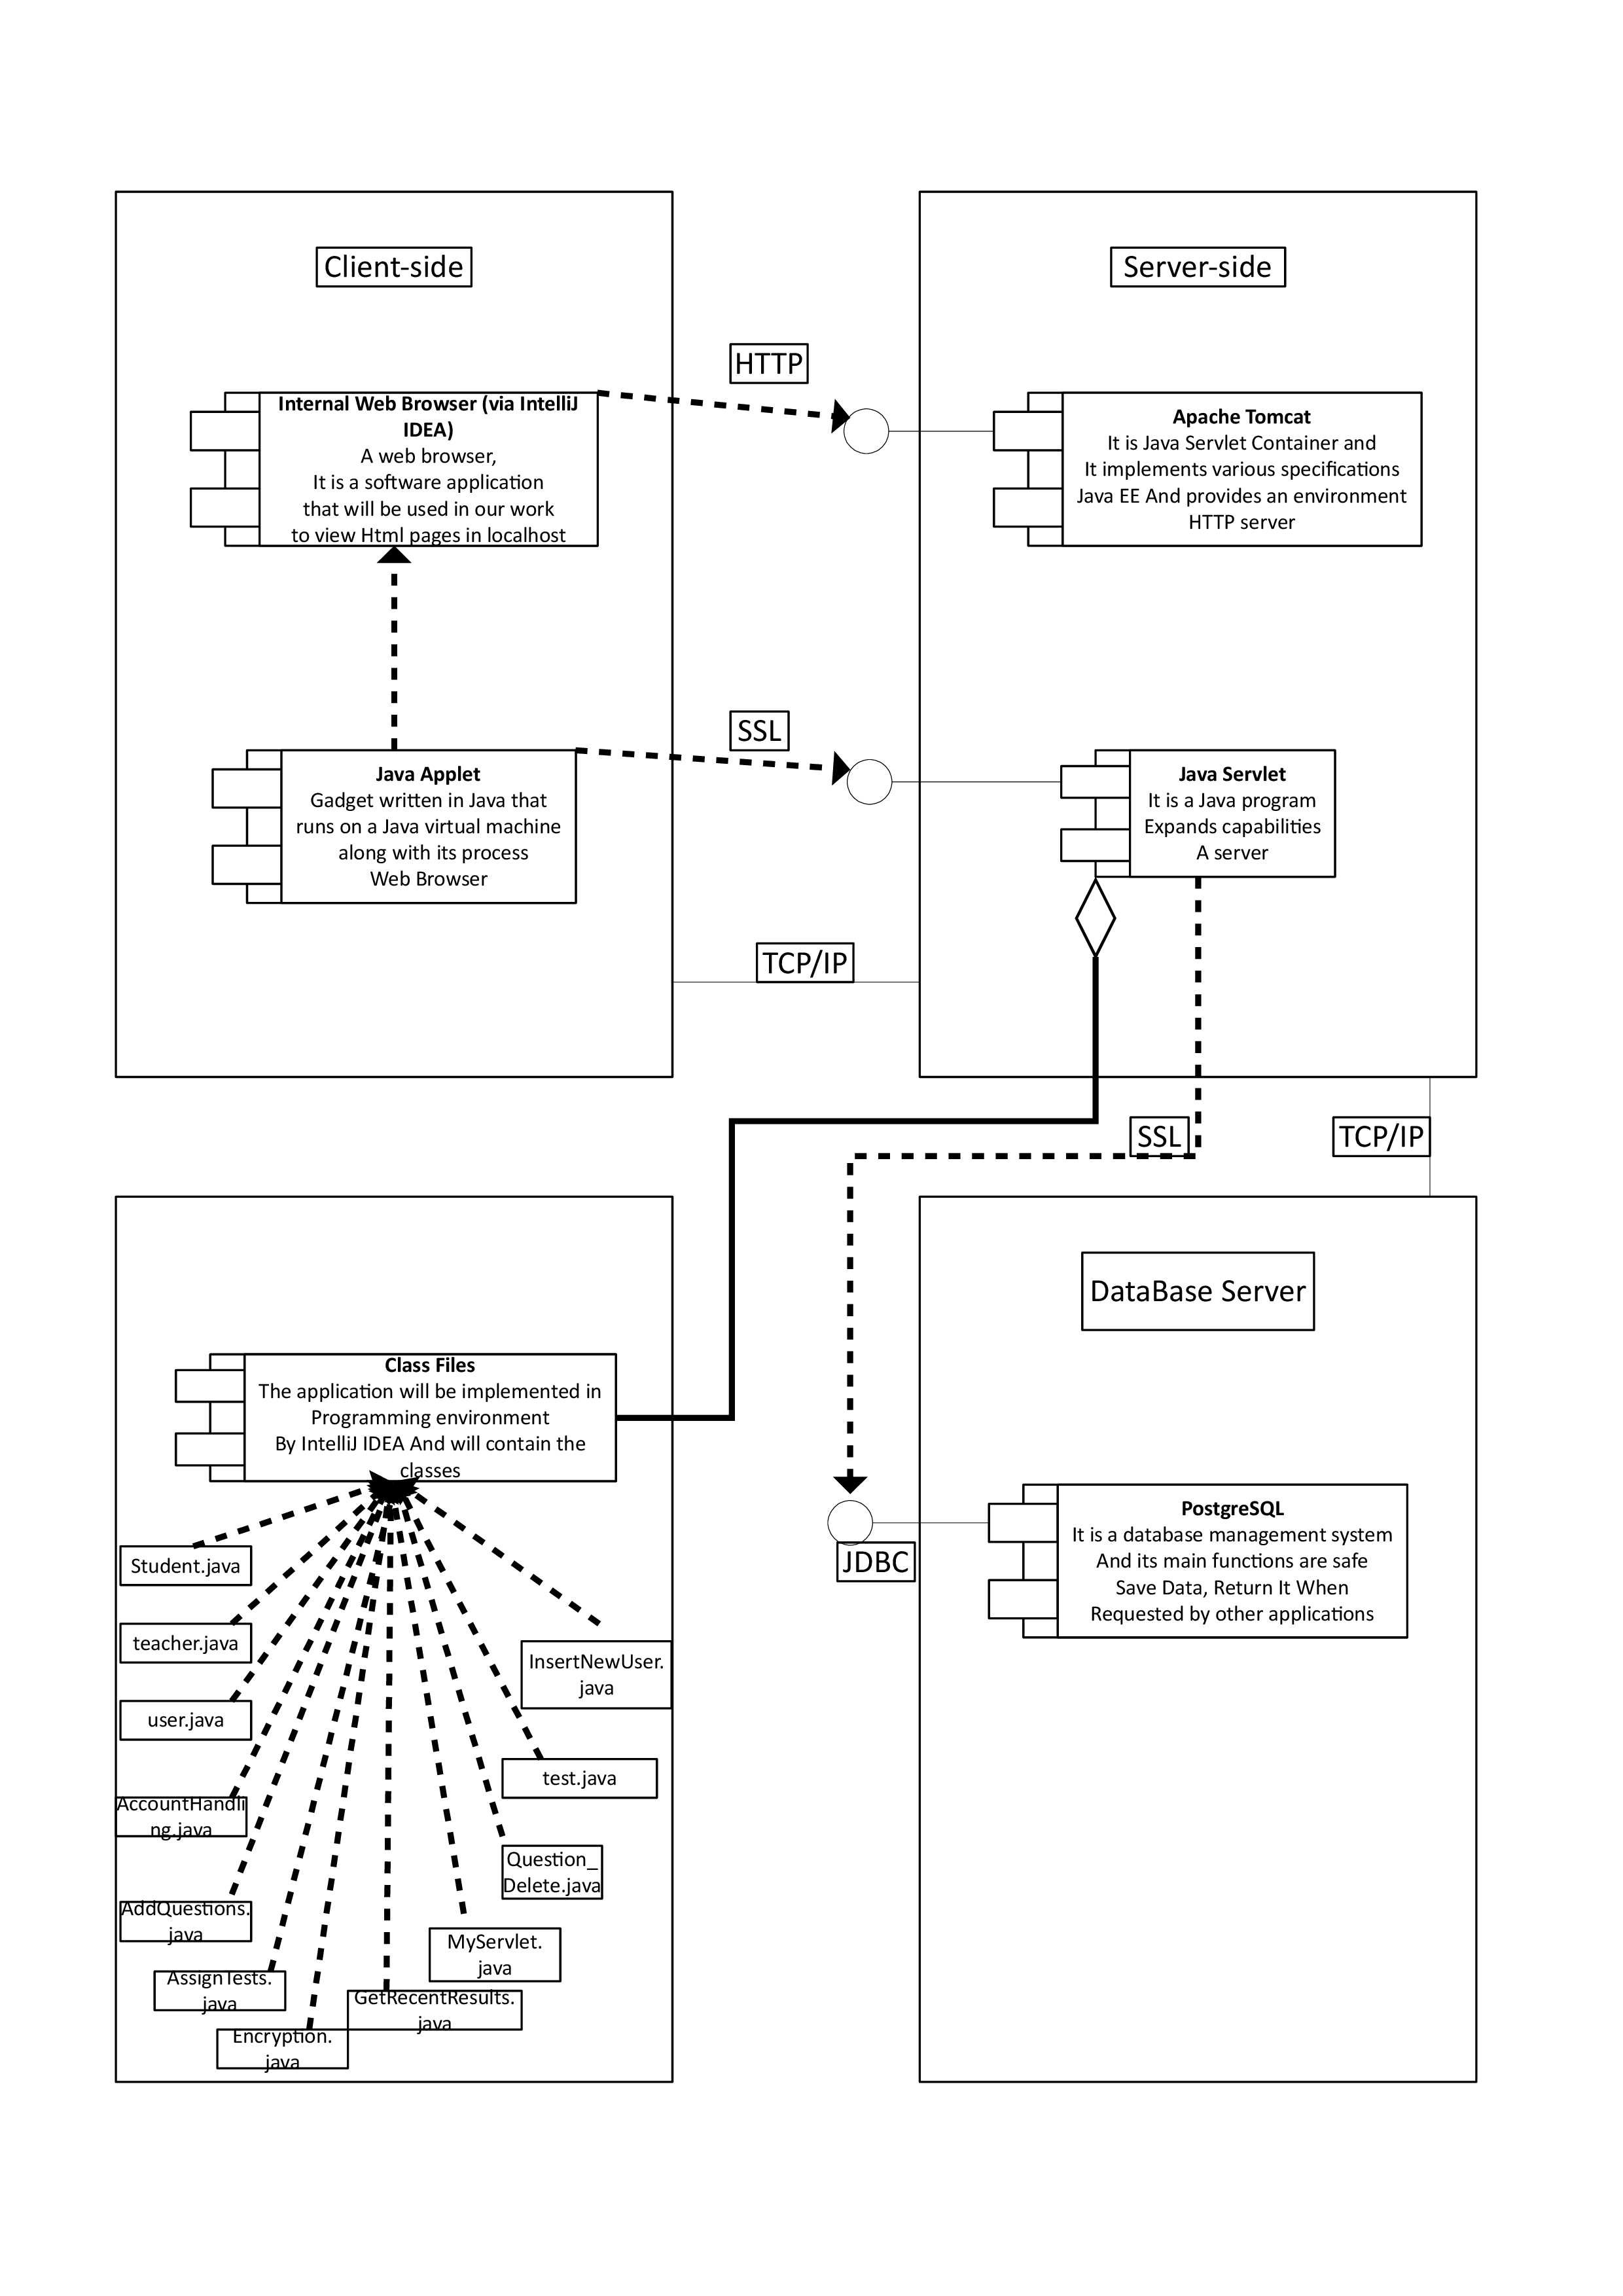 Client-side
Server-side
HTTP
Internal Web Browser (via IntelliJ
IDEA)
A web browser,
It is a software application
that will be used in our work
to view Html pages in localhost
Apache Tomcat
It is Java Servlet Container and
It implements various specifications
Java EE And provides an environment
HTTP server
SSL
Java Applet
Gadget written in Java that
runs on a Java virtual machine
along with its process
Web Browser
Java Servlet
It is a Java program
Expands capabilities
A server
TCP/IP
SSL
TCP/IP
DataBase Server
Class Files
The application will be implemented in
Programming environment
By IntelliJ IDEA And will contain the
classes
PostgreSQL
It is a database management system
And its main functions are safe
Save Data, Return It When
Requested by other applications
JDBC
Student.java
teacher.java
InsertNewUser.
java
user.java
test.java
AccountHandli
ng.java
Question_
Delete.java
AddQuestions.
java
MyServlet.
java
AssignTests.
java
GetRecentResults.
java
Encryption.
java